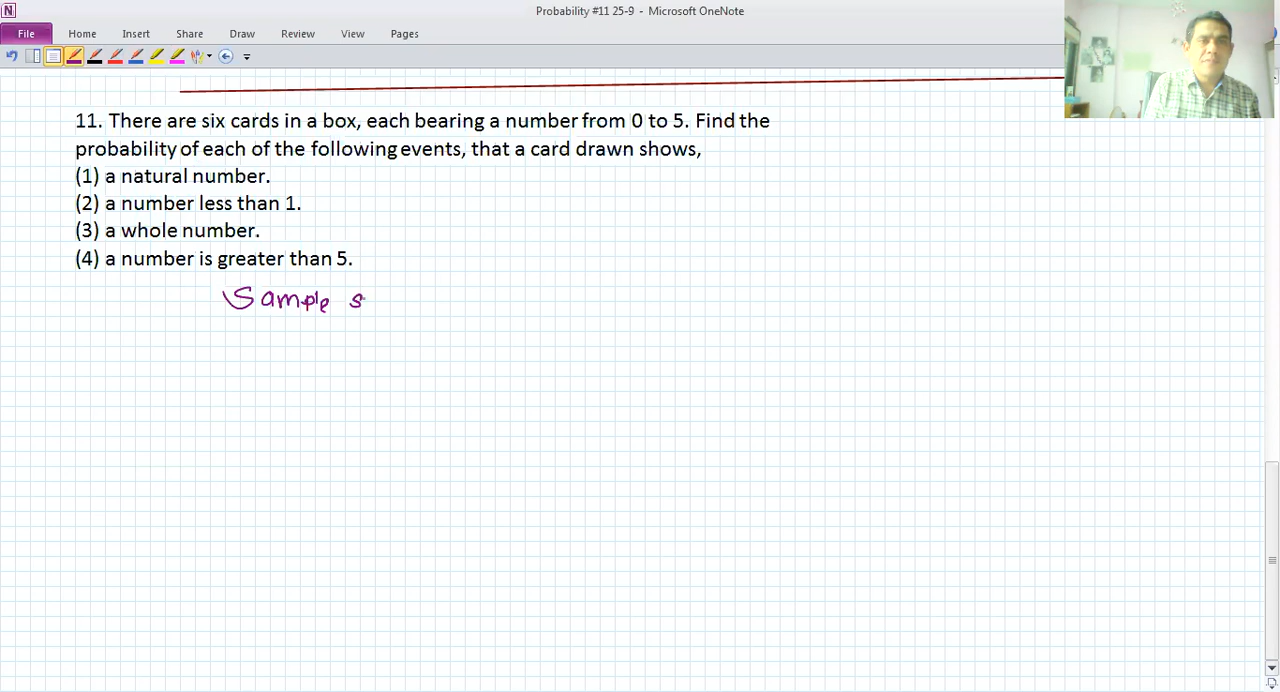 Probability #11 25-9 - Microsoft OneNote
File Home Insert Share Draw Review View Pages
11. There are six cards in a box, each bearing a number from 0 to 5. Find the
probability of each of the following events, that a card drawn shows,
(1) a natural number.
(2) a number less than 1.
(3) a whole number.
(4) a number is greater than 5.
Sample s